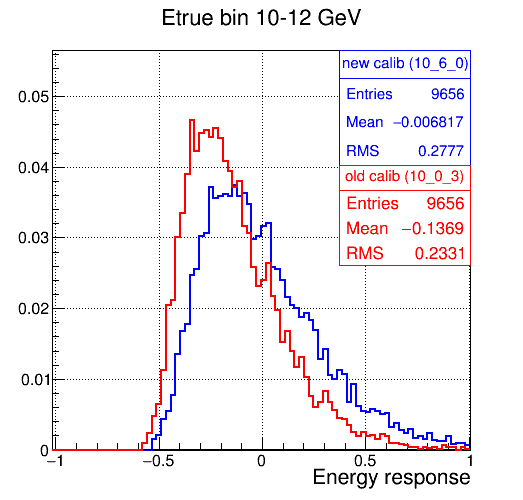 Etrue bin 10-12 GeV
new calib (10_6_0)
Entries 9656
Mean −0.006817
RMS 0.2777
old calib (10_0_3)
Entries 9656
Mean −0.1369
RMS 0.2331
0.05
0.04
0.03
0.02
0.01
0
−1 −0.5 0 0.5 1
Energy response